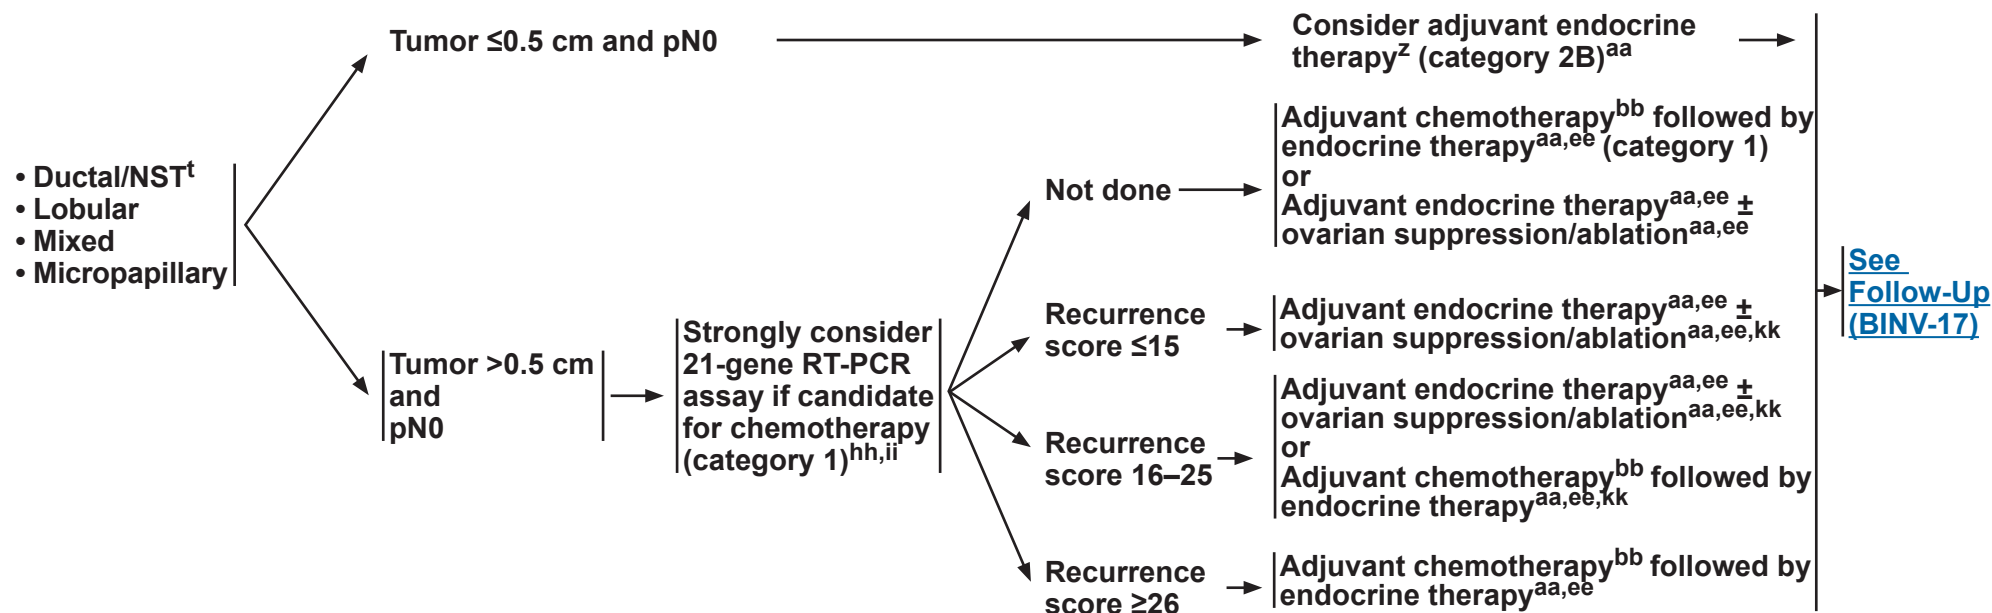 • Ductal/NSTt
• Lobular
• Mixed
• Micropapillary
Tumor ≤0.5 cm and pN0
Consider adjuvant endocrine
therapyz (category 2B)aa
Tumor >0.5 cm
and
pN0
Strongly consider
21-gene RT-PCR
assay if candidate
for chemotherapy
(category 1)hh,ii
Not done
Adjuvant chemotherapybb followed by
endocrine therapyaa,ee (category 1)
or
Adjuvant endocrine therapyaa,ee ±
ovarian suppression/ablationaa,ee
Recurrence
score ≤15
Adjuvant endocrine therapyaa,ee ±
ovarian suppression/ablationaa,ee,kk
Recurrence
score 16–25
Adjuvant endocrine therapyaa,ee ±
ovarian suppression/ablationaa,ee,kk
or
Adjuvant chemotherapybb followed by
endocrine therapyaa,ee,kk
Recurrence
score ≥26
Adjuvant chemotherapybb followed by
endocrine therapyaa,ee
See
Follow-Up
(BINV-17)